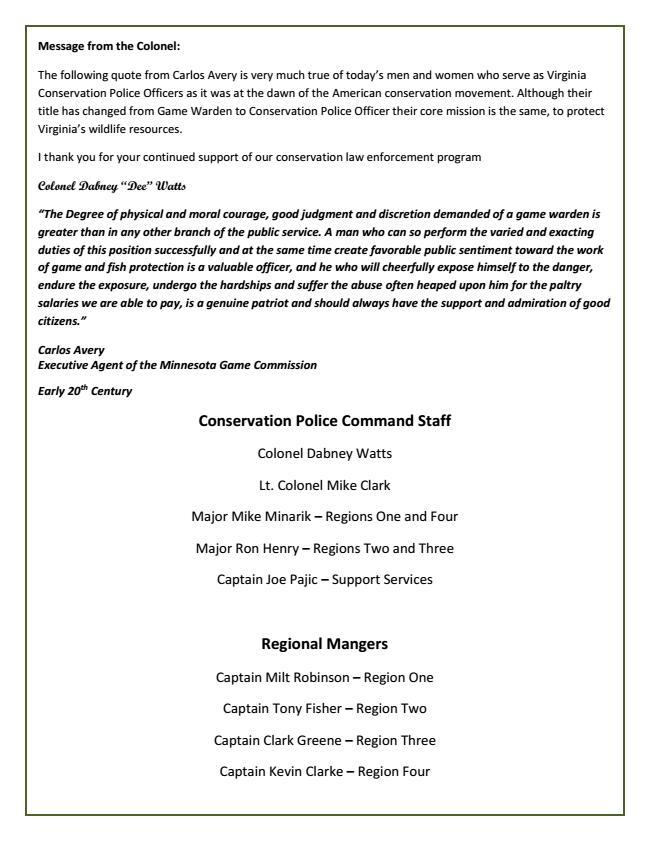 Message from the Colonel:
The following quote from Carlos Avery is very much true of today’s men and women who serve as Virginia
Conservation Police Officers as it was at the dawn of the American conservation movement. Although their
title has changed from Game Warden to Conservation Police Officer their core mission is the same, to protect
Virginia’s wildlife resources.
I thank you for your continued support of our conservation law enforcement program
Colonel Dabney “Dee” Watts
“The Degree of physical and moral courage, good judgment and discretion demanded of a game warden is
greater than in any other branch of the public service. A man who can so perform the varied and exacting
duties of this position successfully and at the same time create favorable public sentiment toward the work
of game and fish protection is a valuable officer, and he who will cheerfully expose himself to the danger,
endure the exposure, undergo the hardships and suffer the abuse often heaped upon him for the paltry
salaries we are able to pay, is a genuine patriot and should always have the support and admiration of good
citizens.”
Carlos Avery
Executive Agent of the Minnesota Game Commission
Early 20th Century
Conservation Police Command Staff
Colonel Dabney Watts
Lt. Colonel Mike Clark
Major Mike Minarik – Regions One and Four
Major Ron Henry – Regions Two and Three
Captain Joe Pajic – Support Services
Regional Mangers
Captain Milt Robinson – Region One
Captain Tony Fisher – Region Two
Captain Clark Greene – Region Three
Captain Kevin Clarke – Region Four